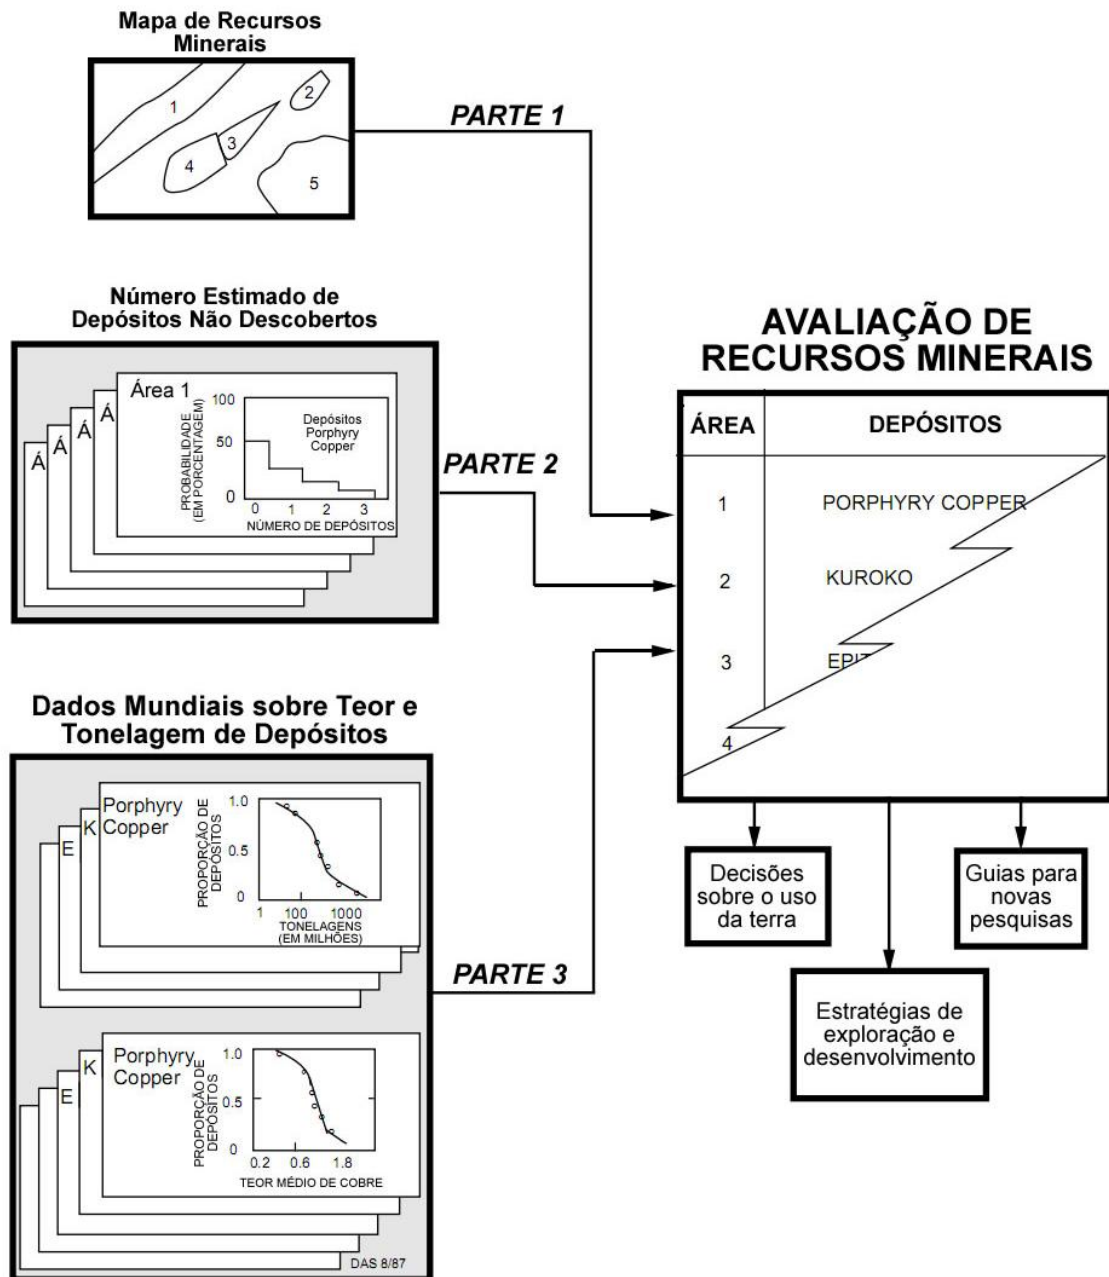 Mapa de Recursos
Minerais
1
2
3
4
5
PARTE 1
Número Estimado de
Depósitos Não Descobertos
Á
Á
Á
Á
Área 1
PROBABILIDADE
(EM PORCENTAGEM)
100
50
0
Depósitos
Porphyry
Copper
0 1 2 3
NÚMERO DE DEPÓSITOS
PARTE 2
Dados Mundiais sobre Teor e
Tonelagem de Depósitos
E
K
Porphyry
Copper
PROPORÇÃO DE
DEPÓSITOS
1.0
0.5
0
1 100 1000
TONELAGENS
(EM MILHÕES)
PARTE 3
E
K
Porphyry
Copper
PROPORÇÃO DE
DEPÓSITOS
1.0
0.5
0
0.2 0.6 1.8
TEOR MÉDIO DE COBRE
DAS 8/87
AVALIAÇÃO DE
RECURSOS MINERAIS
ÁREA DEPÓSITOS
1 PORPHYRY COPPER
2 KUROKO
3 EPIT
4
Decisões
sobre o uso
da terra
Estratégias de
exploração e
desenvolvimento
Guias para
novas
pesquisas